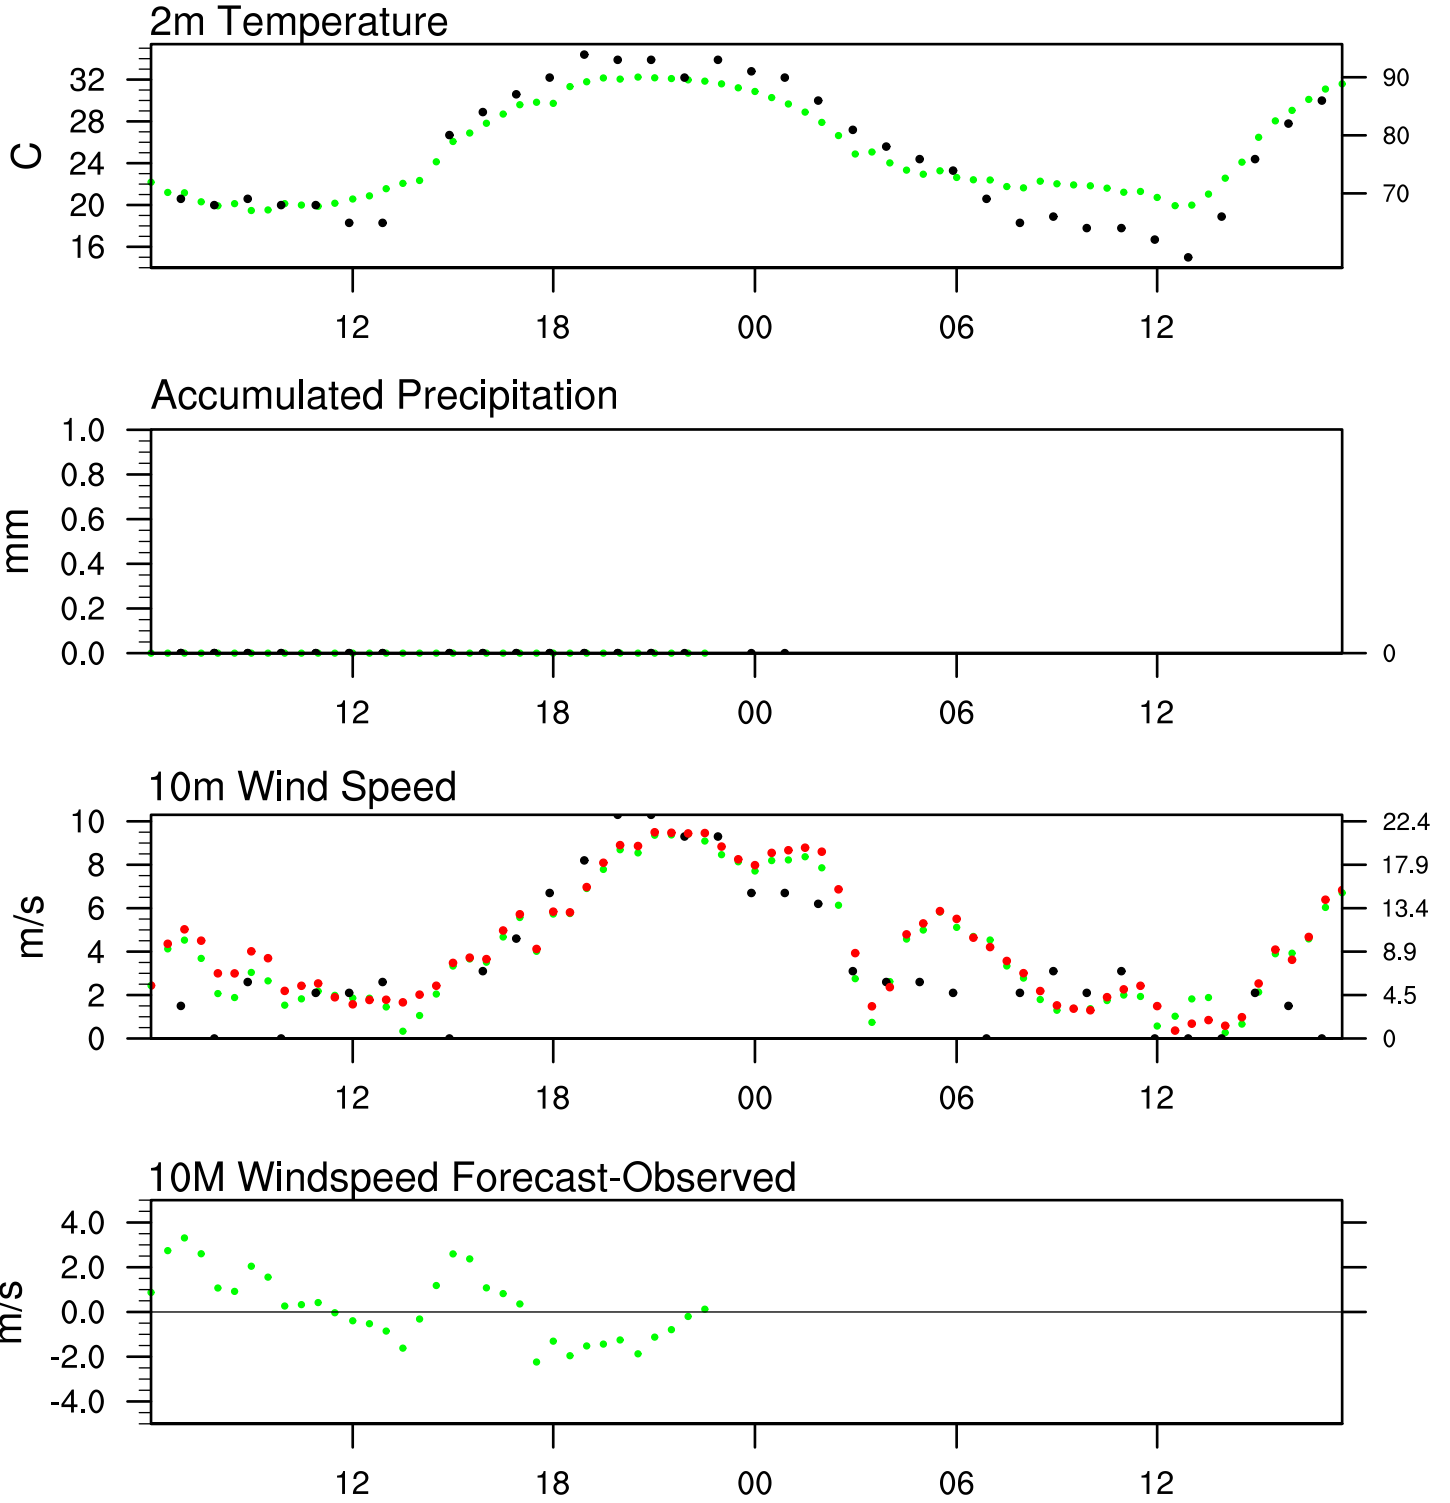 2m Temperature
32
28
24
20
16
C
90
80
70
12 18 00 06 12
Accumulated Precipitation
1.0
0.8
0.6
0.4
0.2
0.0
mm
0
12 18 00 06 12
10m Wind Speed
10
8
6
4
2
0
m/s
22.4
17.9
13.4
8.9
4.5
0
12 18 00 06 12
10M Windspeed Forecast-Observed
4.0
2.0
0.0
-2.0
-4.0
m/s
12 18 00 06 12